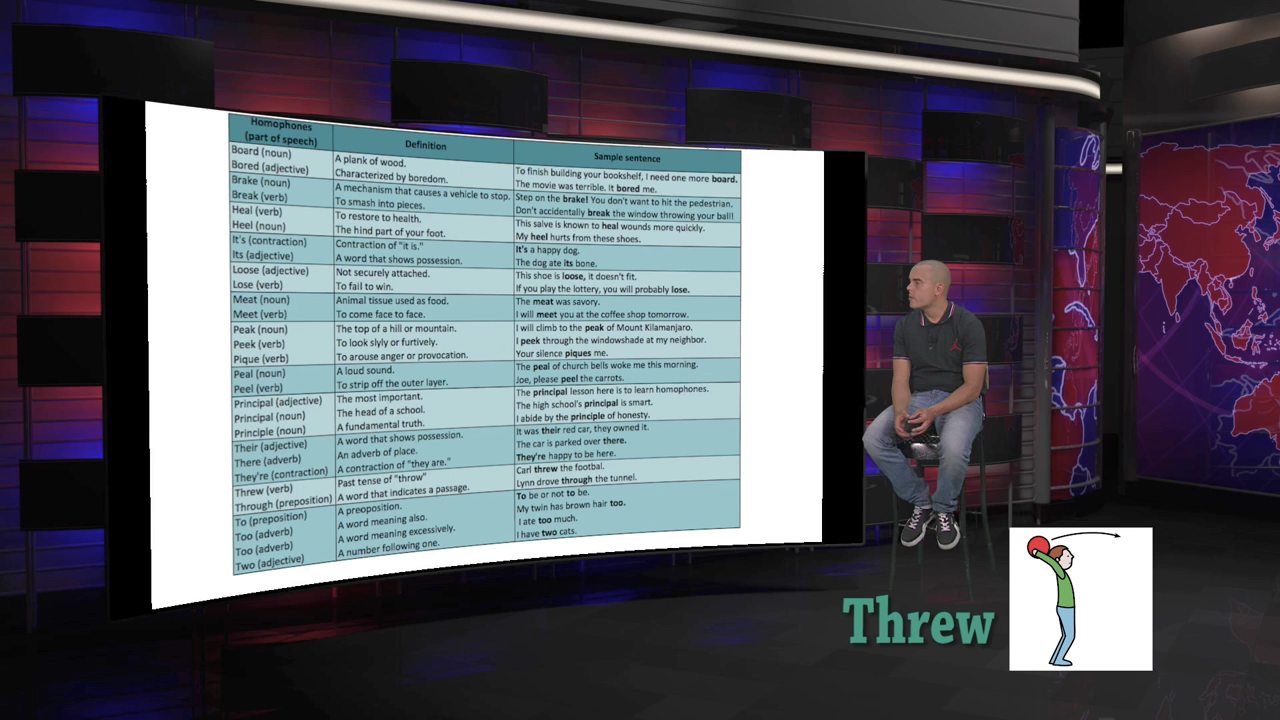 Homophones
(part of speech)
Definition
Sample sentence
Board (noun)
A plank of wood.
To finish building your bookshelf, I need one more board.
Bored (adjective)
Characterized by boredom.
The movie was terrible. It bored me.
Brake (noun)
A mechanism that causes a vehicle to stop.
Step on the brake! You don't want to hit the pedestrian.
Break (verb)
To smash into pieces.
Don't accidentally break the window throwing your ball!
Heal (verb)
To restore to health.
This salve is known to heal wounds more quickly.
Heel (noun)
The hind part of your foot.
My heel hurts from these shoes.
It's (contraction)
Contraction of "it is."
It's a happy dog.
Its (adjective)
A word that shows possession.
The dog ate its bone.
Loose (adjective)
Not securely attached.
This shoe is loose, it doesn't fit.
Lose (verb)
To fail to win.
If you play the lottery, you will probably lose.
Meat (noun)
Animal tissue used as food.
The meat was savory.
Meet (verb)
To come face to face.
I will meet you at the coffee shop tomorrow.
Peak (noun)
The top of a hill or mountain.
I will climb to the peak of Mount Kilamanjaro.
Peek (verb)
To look slyly or furtively.
I peek through the windowshade at my neighbor.
Pique (verb)
To arouse anger or provocation.
Your silence piques me.
Peal (noun)
A loud sound.
The peal of church bells woke me this morning.
Peel (verb)
To strip off the outer layer.
Joe, please peel the carrots.
Principal (adjective)
The most important.
The principal lesson here is to learn homophones.
Principal (noun)
The head of a school.
The high school's principal is smart.
Principle (noun)
A fundamental truth.
I abide by the principle of honesty.
Their (adjective)
A word that shows possession.
It was their red car, they owned it.
There (adverb)
An adverb of place.
The car is parked over there.
They're (contraction)
A contraction of "they are."
They're happy to be here.
Threw (verb)
Past tense of "throw"
Carl threw the footbal.
Through (preposition)
A word that indicates a passage.
Lynn drove through the tunnel.
To (preposition)
A preoposition.
To be or not to be.
Too (adverb)
A word meaning also.
My twin has brown hair too.
Too (adverb)
A word meaning excessively.
I ate too much.
Two (adjective)
A number following one.
I have two cats.
Threw